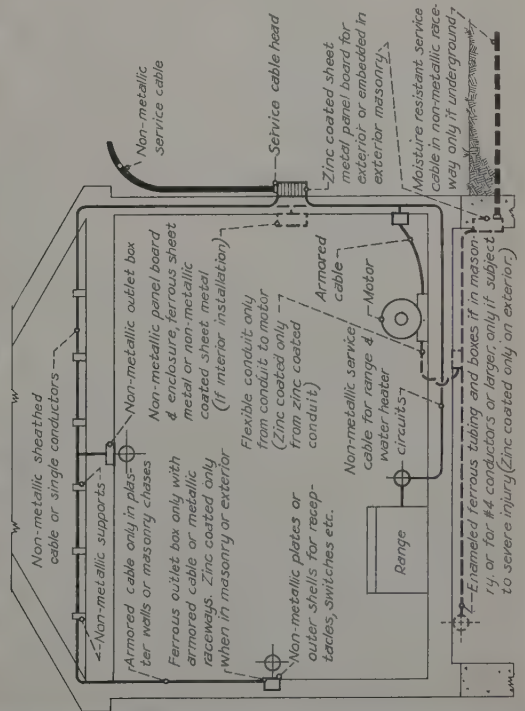 Non-metallic sheathed
cable or single conductors
Non-metallic supports
Armored cable only in plas-
ter walls or masonry chases
Ferrous outlet box only with
armored cable or metallic
raceways. Zinc coated only
when in masonry or exterior
Non-metallic plates or
outer shells for recep-
tacles, switches etc.
Non-metallic outlet box
Non-metallic panel board
& enclosure, ferrous sheet
metal or non-metallic
coated sheet metal
(If interior installation)
Flexible conduit only
from conduit to motor
(Zinc coated only
from zinc coated
conduit)
Non-metallic service
cable for range &
water heater
circuits
Motor
Armored
cable
Range
Enameled ferrous tubing and boxes if in mason-
ry, or for #4 conductors or larger, only if subject
to severe injury (Zinc coated only on exterior.)
Non-metallic
service cable
Service cable head
Zinc coated sheet
metal panel board for
exterior or embedded in
exterior masonry
Moisture resistant service
cable in non-metallic race-
way only if underground